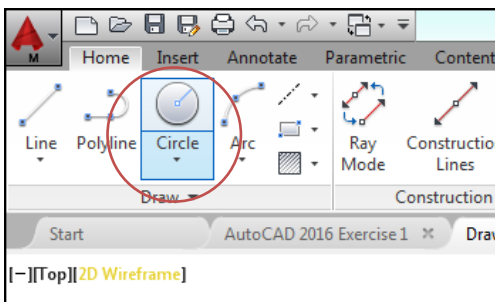 M
Home Insert Annotate Parametric Content
Line Polyline Circle Arc Ray Mode Construction Lines
Draw Construction
Start AutoCAD 2016 Exercise 1 Draw
[−][Top][2D Wireframe]